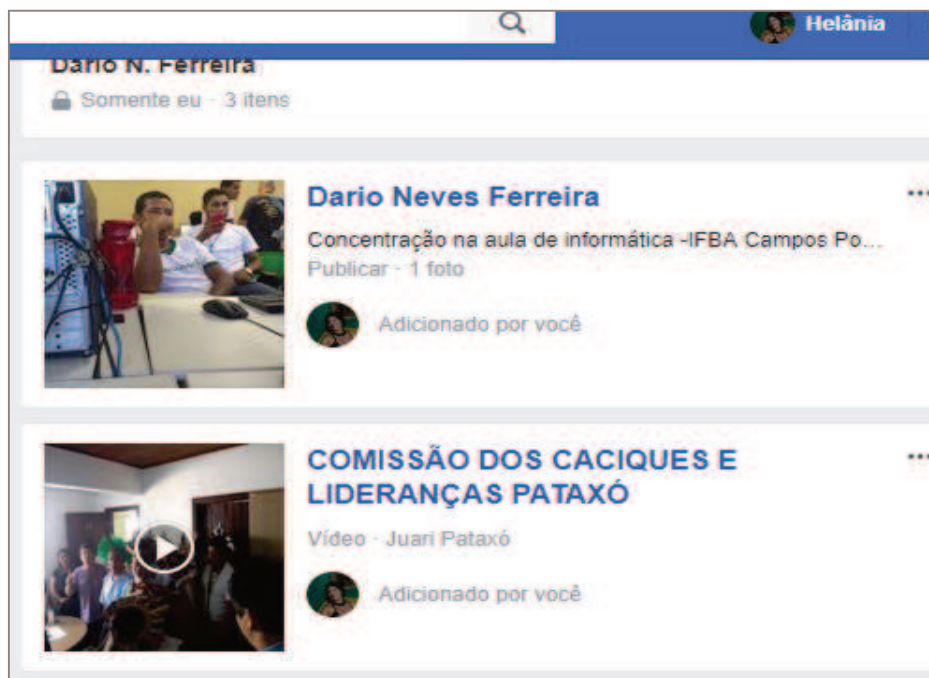 Helânia
Dario N. Ferreira
Somente eu · 3 itens
Dario Neves Ferreira
Concentração na aula de informática -IFBA Campos Po...
Publicar · 1 foto
Adicionado por você
COMISSÃO DOS CACIQUES E
LIDERANÇAS PATAXÓ
Vídeo · Juari Pataxó
Adicionado por você